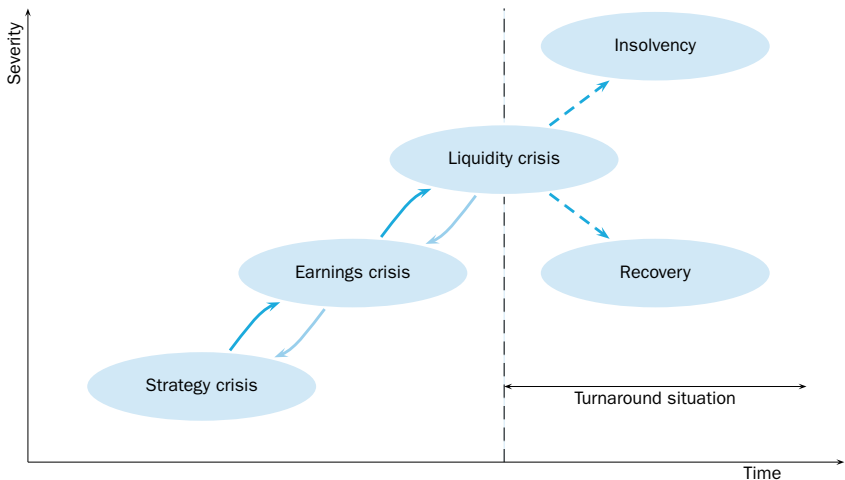 Severity
Insolvency
Liquidity crisis
Earnings crisis
Recovery
Strategy crisis
Turnaround situation
Time